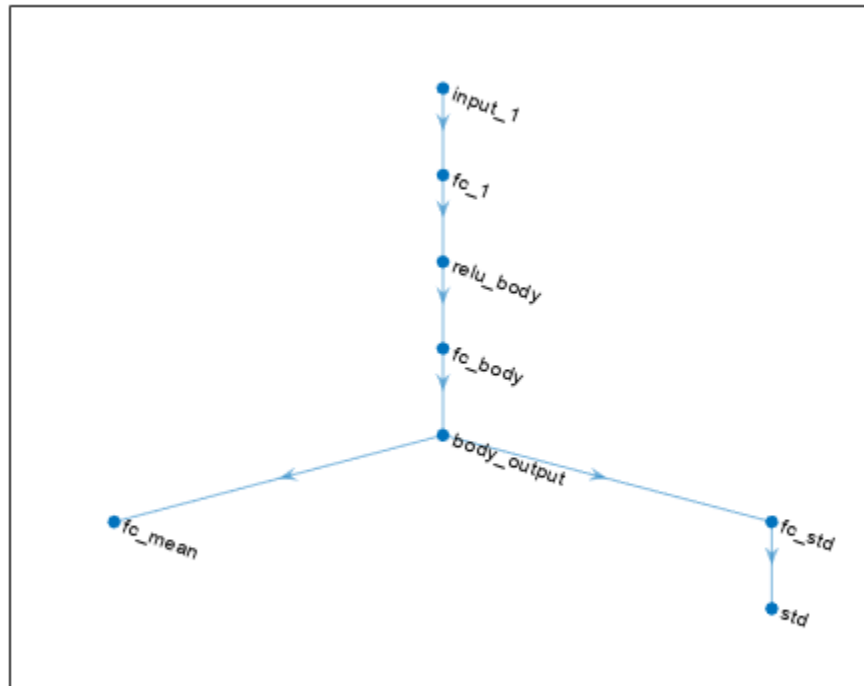 input_1
fc_1
relu_body
fc_body
body_output
fc_mean
fc_std
std